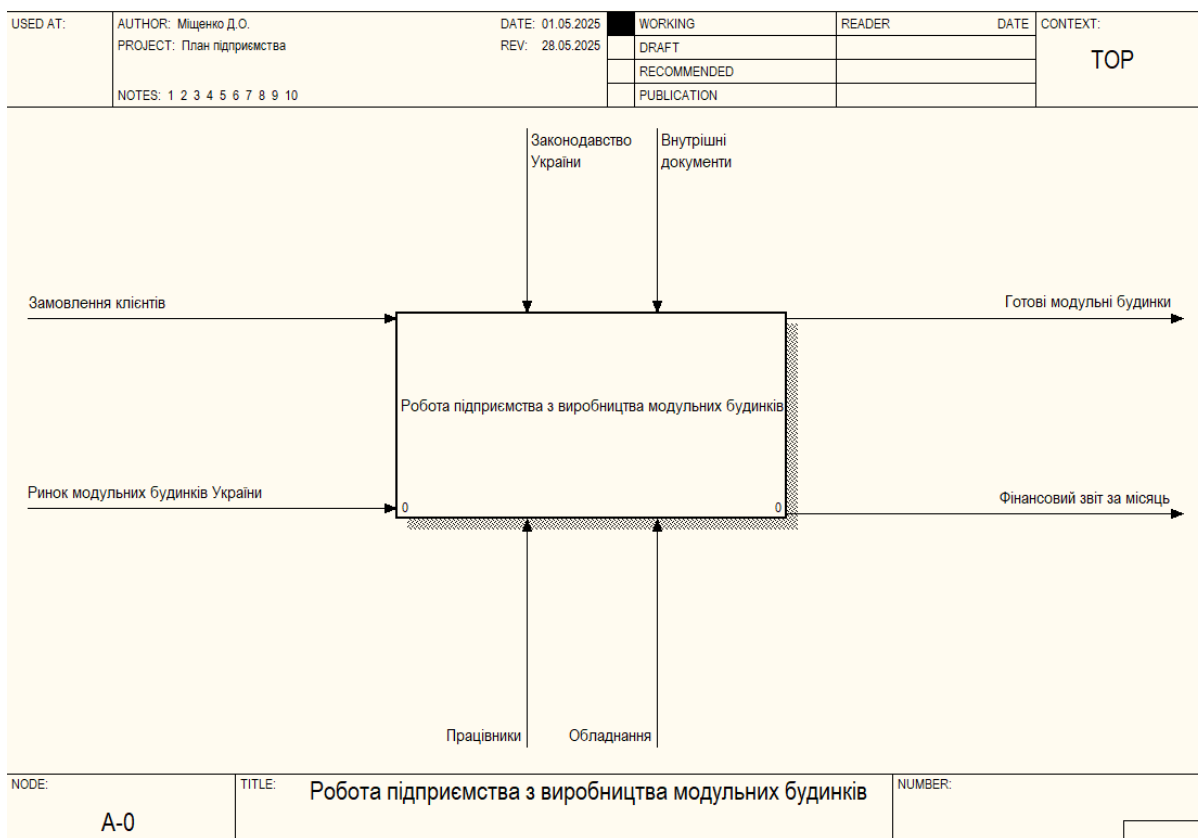 USED AT:
AUTHOR: Міщенко Д.О.
DATE: 01.05.2025
WORKING
READER
DATE
CONTEXT:
PROJECT: План підприємства
REV: 28.05.2025
DRAFT
TOP
RECOMMENDED
NOTES: 1 2 3 4 5 6 7 8 9 10
PUBLICATION
Законодавство
України
Внутрішні
документи
Замовлення клієнтів
Готові модульні будинки
Робота підприємства з виробництва модульних будинків
Ринок модульних будинків України
0
0
Фінансовий звіт за місяць
Працівники
Обладнання
NODE:
A-0
TITLE:
Робота підприємства з виробництва модульних будинків
NUMBER: